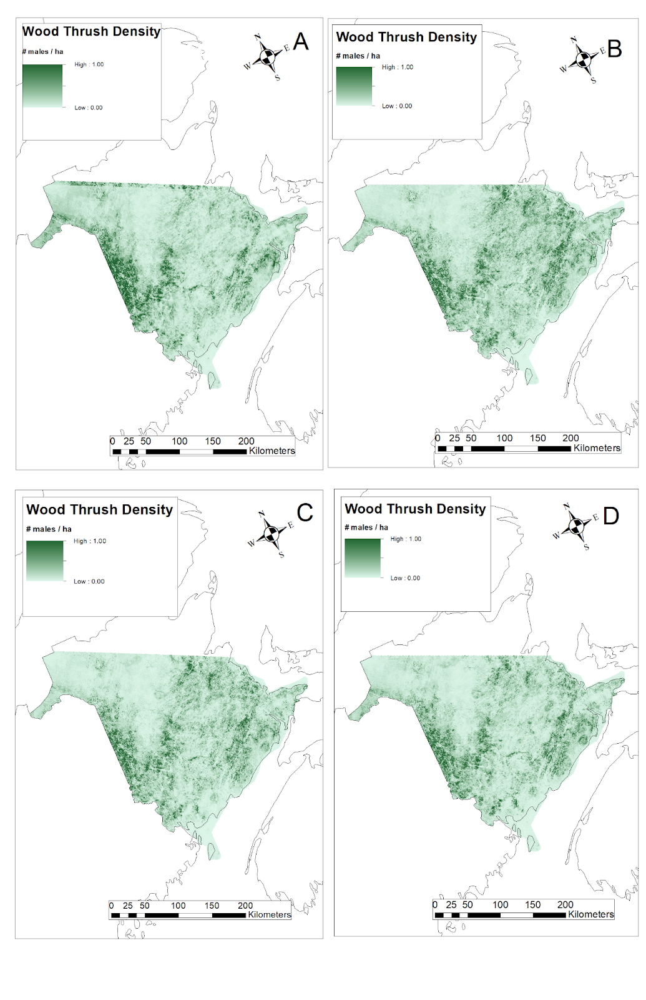 Wood Thrush Density
# males / ha
High : 1.00
Low : 0.00
N
E
W
S
A
0 25 50 100 150 200
Kilometers
Wood Thrush Density
# males / ha
High : 1.00
Low : 0.00
N
E
W
S
B
0 25 50 100 150 200
Kilometers
Wood Thrush Density
# males / ha
High : 1.00
Low : 0.00
N
E
W
S
C
0 25 50 100 150 200
Kilometers
Wood Thrush Density
# males / ha
High : 1.00
Low : 0.00
N
E
W
S
D
0 25 50 100 150 200
Kilometers